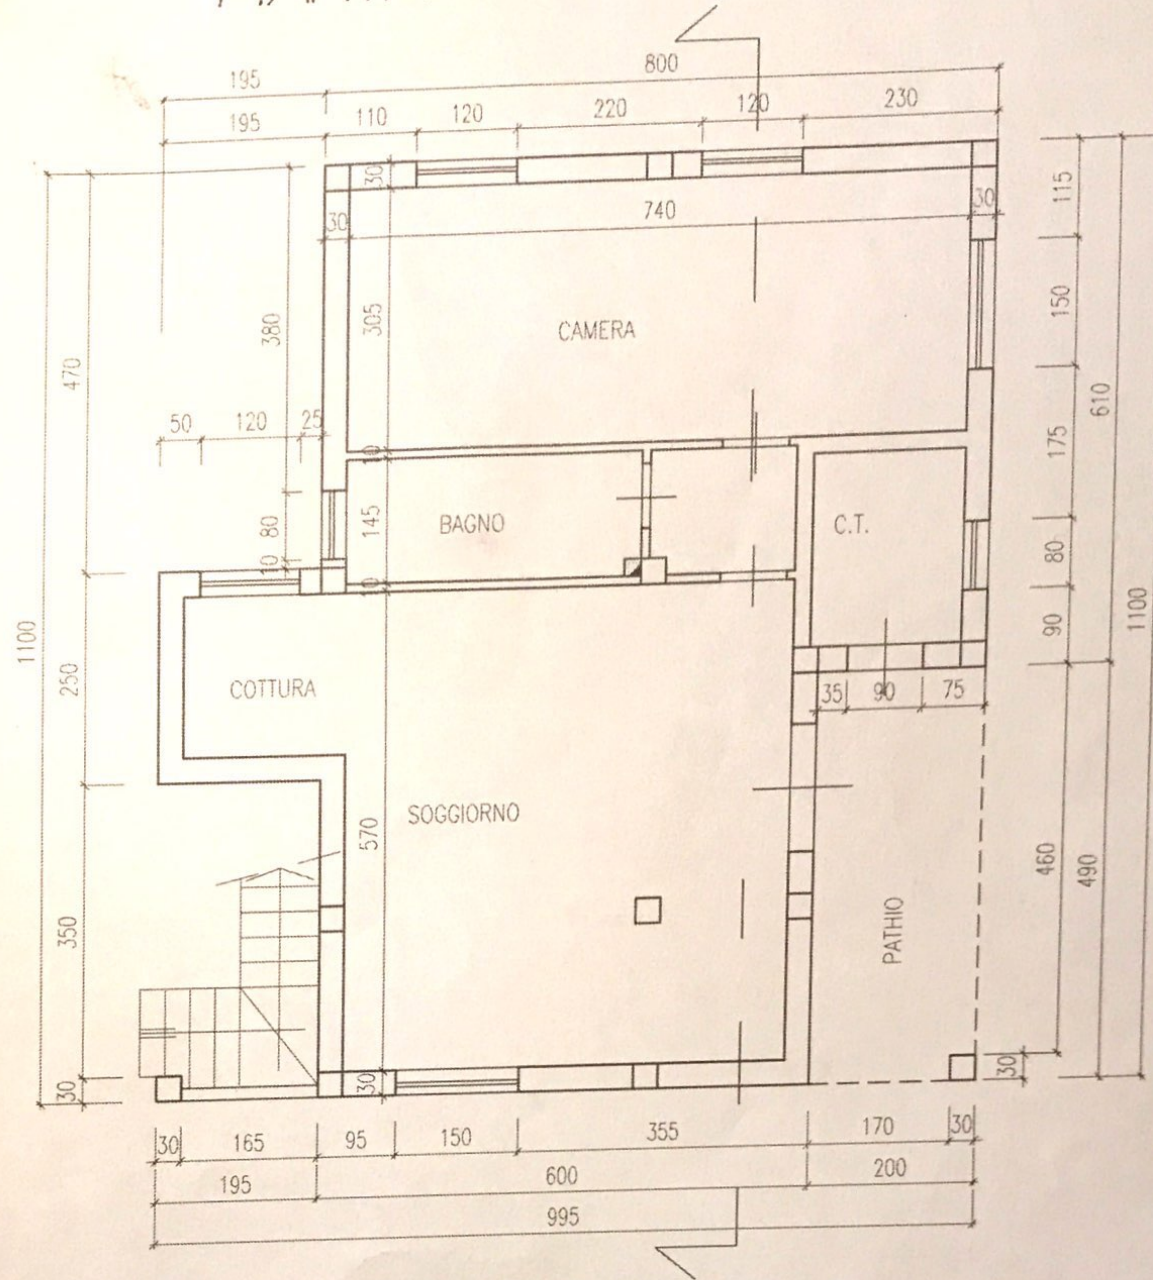 195 800
195 110 120 220 120 230
30 30 740 30 115
380 305 CAMERA 150
470 610
50 120 25 10 175
1100 80 145 BAGNO C.T. 80 1100
10 10 90
250 COTTURA 35 90 75
SOGGIORNO
570 460 490
350 PATHIO
30 30 30
30 165 95 150 355 170 30
195 600 200
995